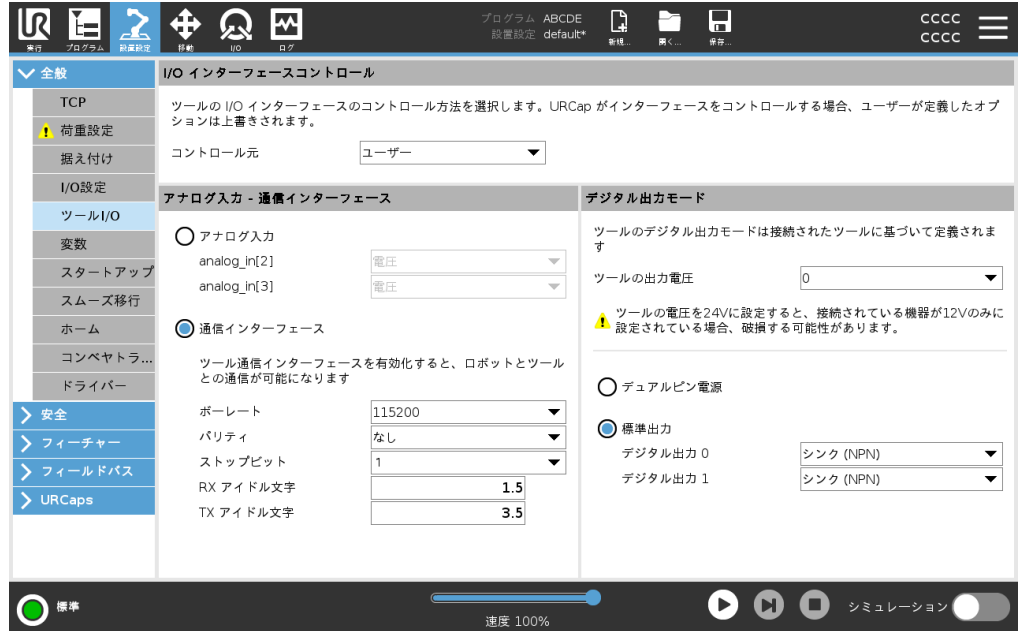 UR
実行
プログラム
設置設定
移動
I/O
ログ
プログラム ABCDE
設置設定 default*
新規...
開く...
保存...
CCCC
CCCC
全般
TCP
荷重設定
据え付け
I/O設定
ツールI/O
変数
スタートアップ
スムーズ移行
ホーム
コンベヤトラ...
ドライバー
安全
フィーチャー
フィールドバス
URCaps
I/O インターフェースコントロール
ツールの I/O インターフェースのコントロール方法を選択します。URCap がインターフェースをコントロールする場合、ユーザーが定義したオプ
ションは上書きされます。
コントロール元 ユーザー
アナログ入力 - 通信インターフェース
アナログ入力
analog_in[2] 電圧
analog_in[3] 電圧
通信インターフェース
ツール通信インターフェースを有効化すると、ロボットとツール
との通信が可能になります
ボーレート 115200
パリティ なし
ストップビット 1
RX アイドル文字 1.5
TX アイドル文字 3.5
デジタル出力モード
ツールのデジタル出力モードは接続されたツールに基づいて定義されま
す
ツールの出力電圧 0
ツールの電圧を24Vに設定すると、接続されている機器が12Vのみに
設定されている場合、破損する可能性があります。
デュアルピン電源
標準出力
デジタル出力 0 シンク (NPN)
デジタル出力 1 シンク (NPN)
標準
速度 100%
シミュレーション